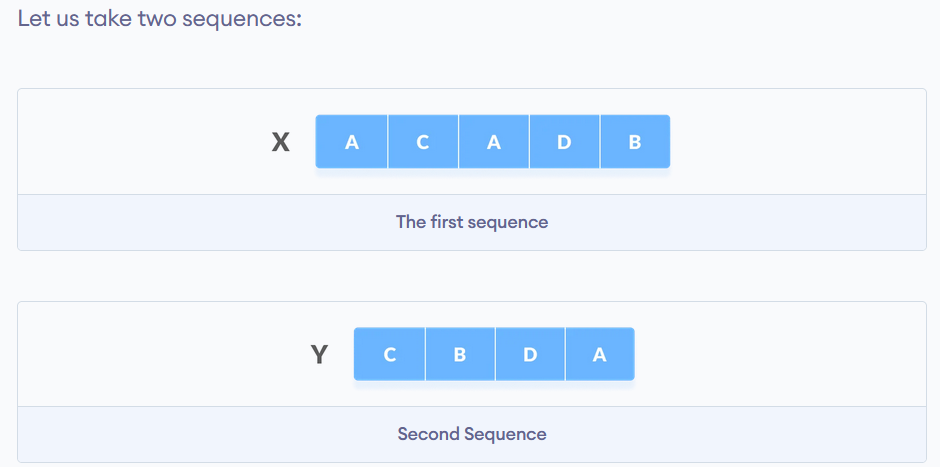 Let us take two sequences:
X A C A D B
The first sequence
Y C B D A
Second Sequence